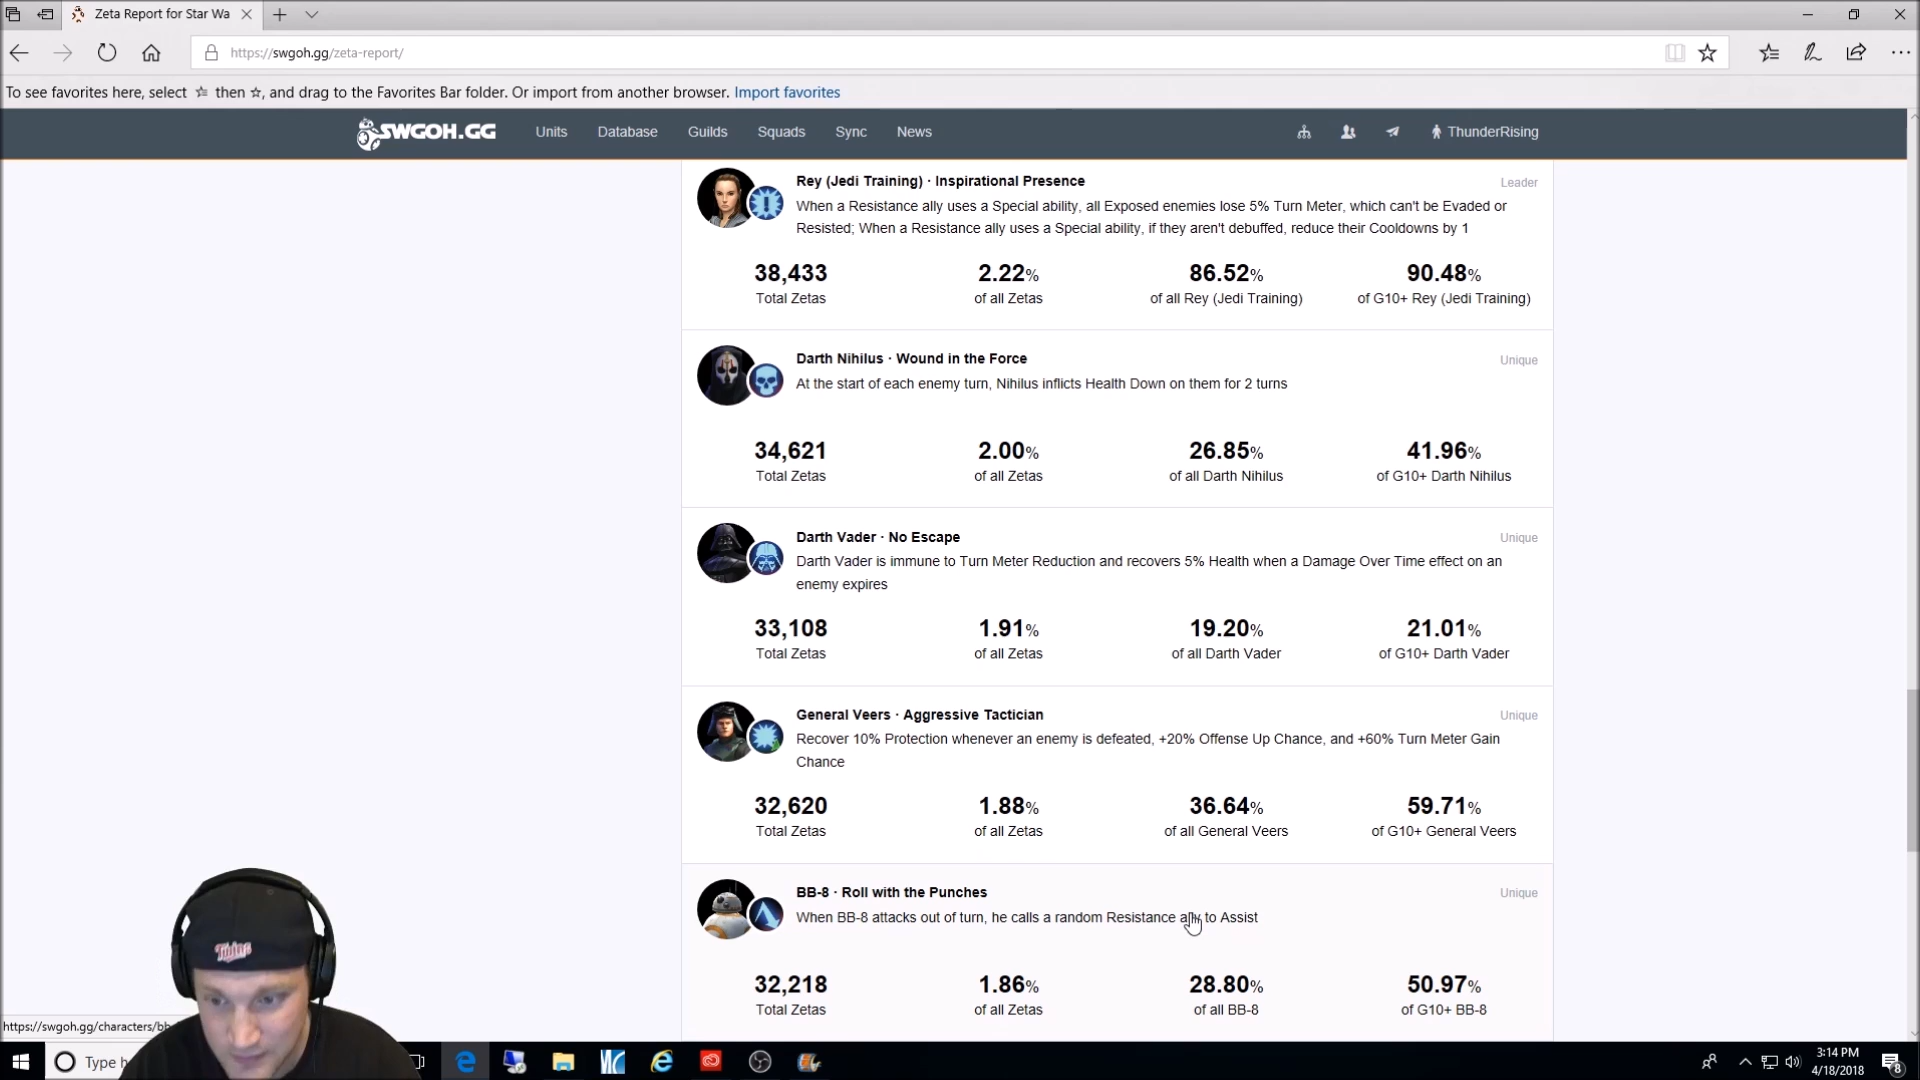 Zeta Report for Star Wa
https://swgoh.gg/zeta-report/
To see favorites here, select ☆ then ☆, and drag to the Favorites Bar folder. Or import from another browser. Import favorites
SWGOH.GG Units Database Guilds Squads Sync News ThunderRising
Rey (Jedi Training) · Inspirational Presence Leader
When a Resistance ally uses a Special ability, all Exposed enemies lose 5% Turn Meter, which can't be Evaded or
Resisted; When a Resistance ally uses a Special ability, if they aren't debuffed, reduce their Cooldowns by 1
38,433 2.22% 86.52% 90.48%
Total Zetas of all Zetas of all Rey (Jedi Training) of G10+ Rey (Jedi Training)
Darth Nihilus · Wound in the Force Unique
At the start of each enemy turn, Nihilus inflicts Health Down on them for 2 turns
34,621 2.00% 26.85% 41.96%
Total Zetas of all Zetas of all Darth Nihilus of G10+ Darth Nihilus
Darth Vader · No Escape Unique
Darth Vader is immune to Turn Meter Reduction and recovers 5% Health when a Damage Over Time effect on an
enemy expires
33,108 1.91% 19.20% 21.01%
Total Zetas of all Zetas of all Darth Vader of G10+ Darth Vader
General Veers · Aggressive Tactician Unique
Recover 10% Protection whenever an enemy is defeated, +20% Offense Up Chance, and +60% Turn Meter Gain
Chance
32,620 1.88% 36.64% 59.71%
Total Zetas of all Zetas of all General Veers of G10+ General Veers
BB-8 · Roll with the Punches Unique
When BB-8 attacks out of turn, he calls a random Resistance ally to Assist
32,218 1.86% 28.80% 50.97%
Total Zetas of all Zetas of all BB-8 of G10+ BB-8
Twins
https://swgoh.gg/characters/bb
Type h
3:14 PM
4/18/2018
8